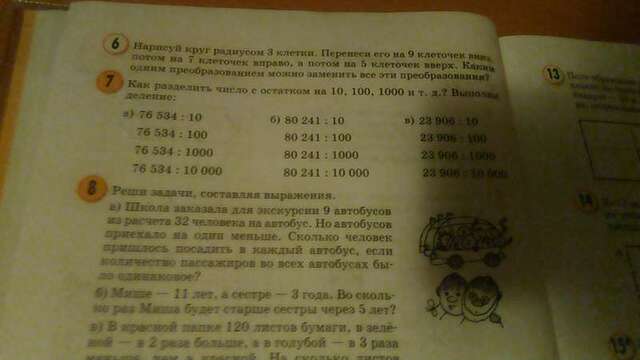 6 Нарисуй круг радиусом 3 клетки. Перенеси его на 9 клеточек вниз,
потом на 7 клеточек вправо, а потом на 5 клеточек вверх. Каким
одним преобразованием можно заменить все эти преобразования?
7 Как разделить число с остатком на 10, 100, 1000 и т. д.? Выполни
деление:
а) 76 534 : 10 б) 80 241 : 10 в) 23 906 : 10
76 534 : 100 80 241 : 100 23 906 : 100
76 534 : 1000 80 241 : 1000 23 906 : 1000
76 534 : 10 000 80 241 : 10 000 23 906 : 10 000
8 Реши задачи, составляя выражения.
а) Школа заказала для экскурсии 9 автобусов
из расчета 32 человека на автобус. Но автобусов
приехало на один меньше. Сколько человек
пришлось посадить в каждый автобус, если
количество пассажиров во всех автобусах бы-
ло одинаковое?
б) Мише — 11 лет, а сестре — 3 года. Во сколь-
ко раз Миша будет старше сестры через 5 лет?
в) В красной папке 120 листов бумаги, в зелё-
ной — в 2 раза больше, а в голубой — в 3 раза
меньше, чем в красной. На сколько листов
13
14
15